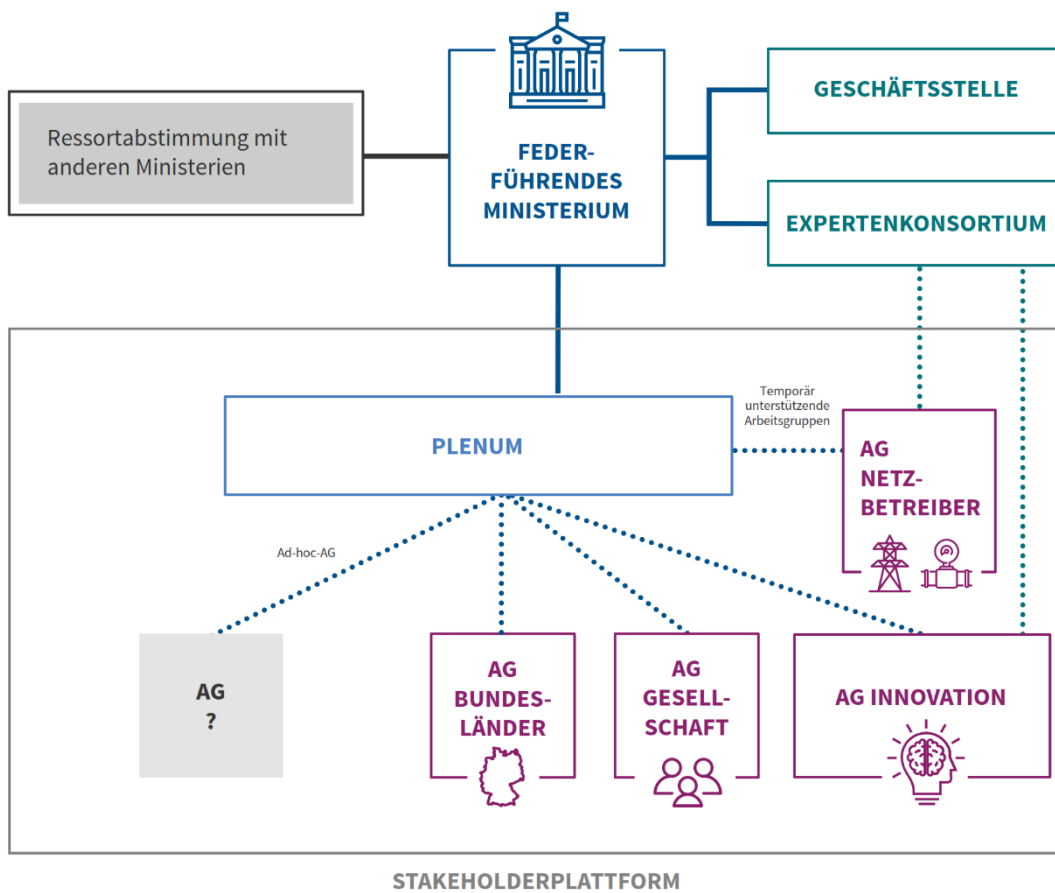 Ressortabstimmung mit
anderen Ministerien
FEDER-
FÜHRENDES
MINISTERIUM
GESCHÄFTSSTELLE
EXPERTENKONSORTIUM
PLENUM
Temporär
unterstützende
Arbeitsgruppen
AG
NETZ-
BETREIBER
Ad-hoc-AG
AG
?
AG
BUNDES-
LÄNDER
AG
GESELL-
SCHAFT
AG INNOVATION
STAKEHOLDERPLATTFORM